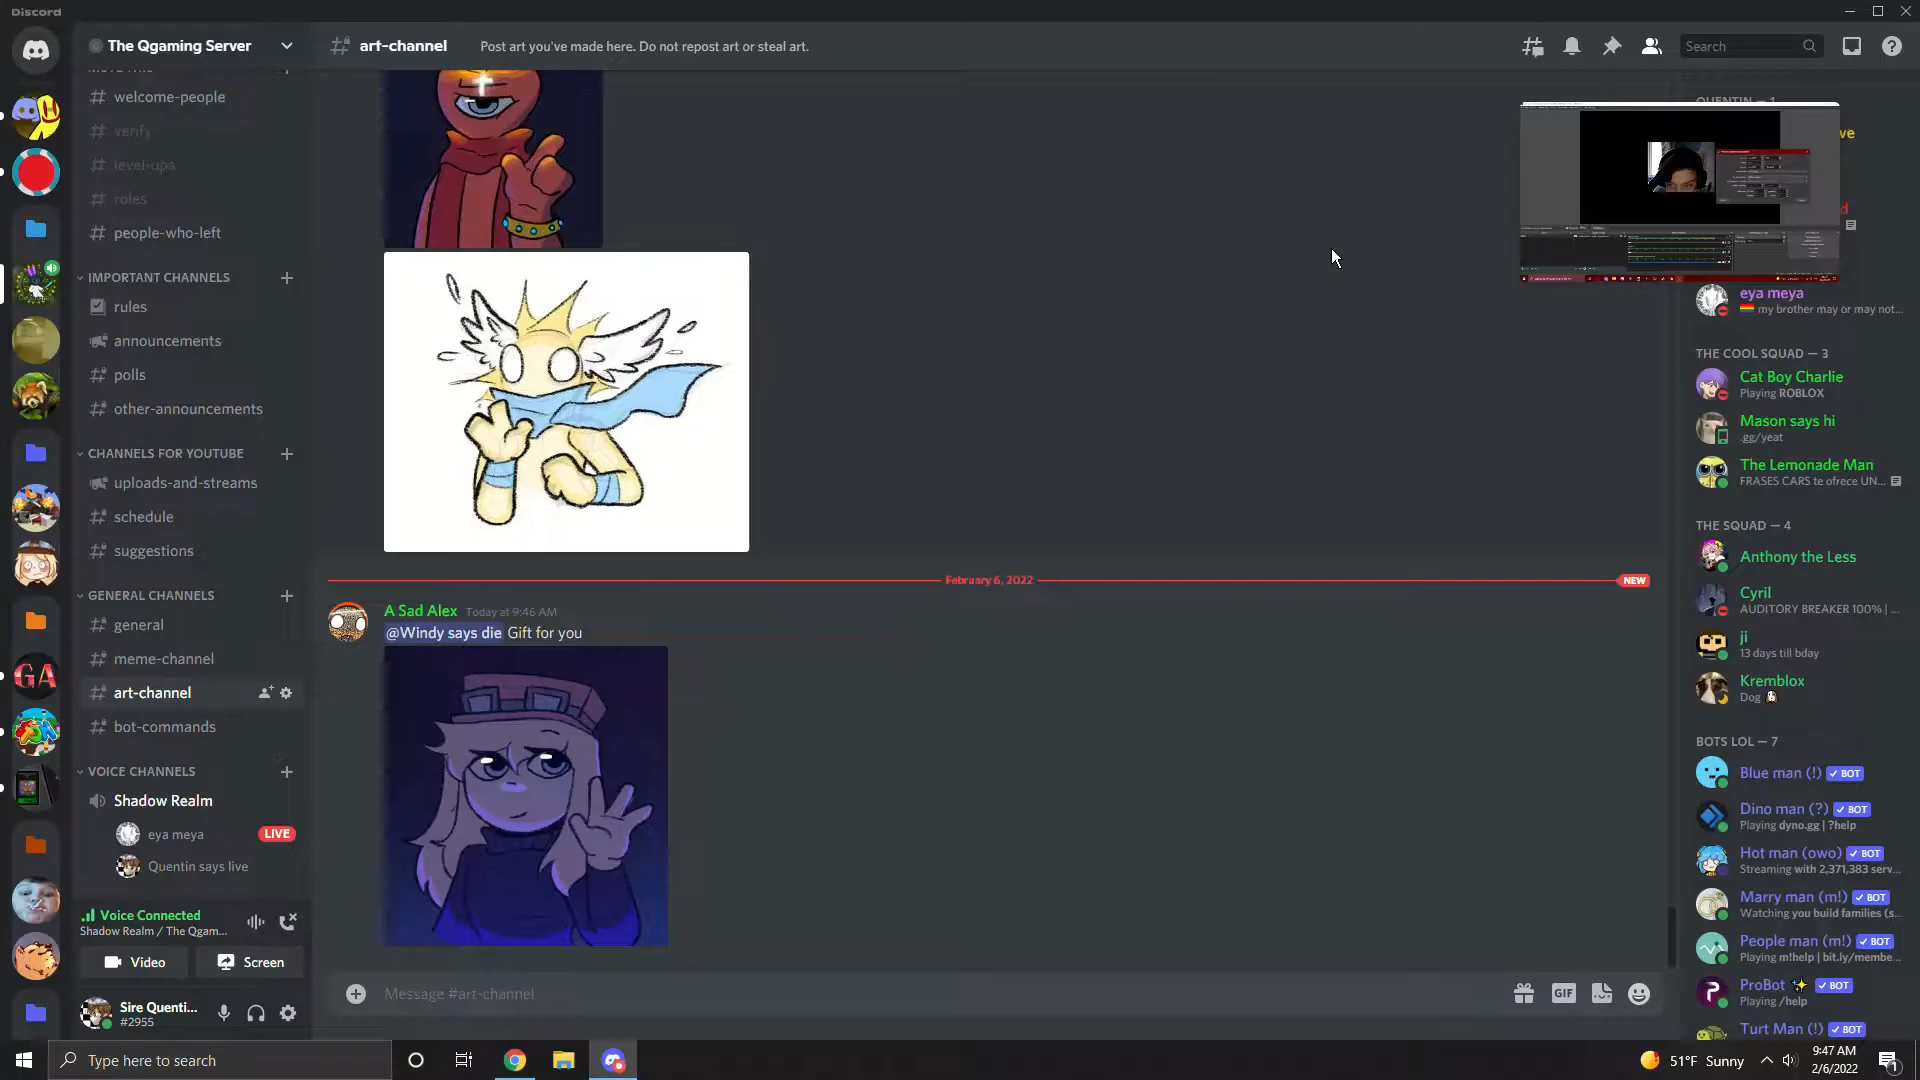 Discord
The Qgaming Server
art-channel
Post art you've made here. Do not repost art or steal art.
Search
welcome-people
verify
level-ups
roles
people-who-left
IMPORTANT CHANNELS
rules
announcements
polls
other-announcements
CHANNELS FOR YOUTUBE
uploads-and-streams
schedule
suggestions
GENERAL CHANNELS
general
meme-channel
art-channel
bot-commands
VOICE CHANNELS
Shadow Realm
eya meya
LIVE
Quentin says live
Voice Connected
Shadow Realm / The Qgam...
Video
Screen
Sire Quenti...
#2955
GA
February 6, 2022
NEW
A Sad Alex Today at 9:46 AM
@Windy says die Gift for you
Message #art-channel
GIF
QUENTIN — 1
ve
d
eya meya
my brother may or may not...
THE COOL SQUAD — 3
Cat Boy Charlie
Playing ROBLOX
Mason says hi
.gg/yeat
The Lemonade Man
FRASES CARS te ofrece UN...
THE SQUAD — 4
Anthony the Less
Cyril
AUDITORY BREAKER 100% | ...
ji
13 days till bday
Kremblox
Dog
BOTS LOL — 7
Blue man (!) BOT
Dino man (?) BOT
Playing dyno.gg | ?help
Hot man (owo) BOT
Streaming with 2,371,383 serv...
Marry man (m!) BOT
Watching you build families (s...
People man (m!) BOT
Playing m!help | bit.ly/membe...
ProBot BOT
Playing /help
Turt Man (!) BOT
Type here to search
51°F Sunny
9:47 AM
2/6/2022
1